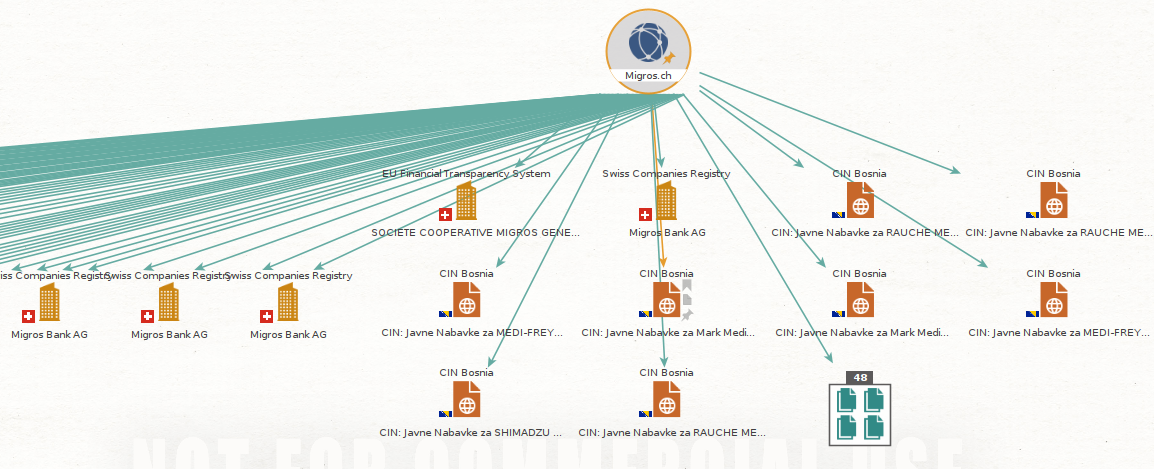 Migros.ch
EU Financial Transparency System
SOCIETE COOPERATIVE MIGROS GENE...
Swiss Companies Registry
Migros Bank AG
CIN Bosnia
CIN: Javne Nabavke za RAUCHE ME...
CIN Bosnia
CIN: Javne Nabavke za RAUCHE ME...
iss Companies Registry
Migros Bank AG
Swiss Companies Registry
Migros Bank AG
Swiss Companies Registry
Migros Bank AG
CIN Bosnia
CIN: Javne Nabavke za MEDI-FREY...
CIN Bosnia
CIN: Javne Nabavke za Mark Medi...
CIN Bosnia
CIN: Javne Nabavke za Mark Medi...
CIN Bosnia
CIN: Javne Nabavke za MEDI-FREY...
CIN Bosnia
CIN: Javne Nabavke za SHIMADZU ...
CIN Bosnia
CIN: Javne Nabavke za RAUCHE ME...
48
NOT FOR COMMERCIAL USE